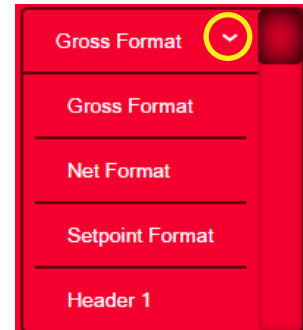 Gross Format
Gross Format
Net Format
Setpoint Format
Header 1